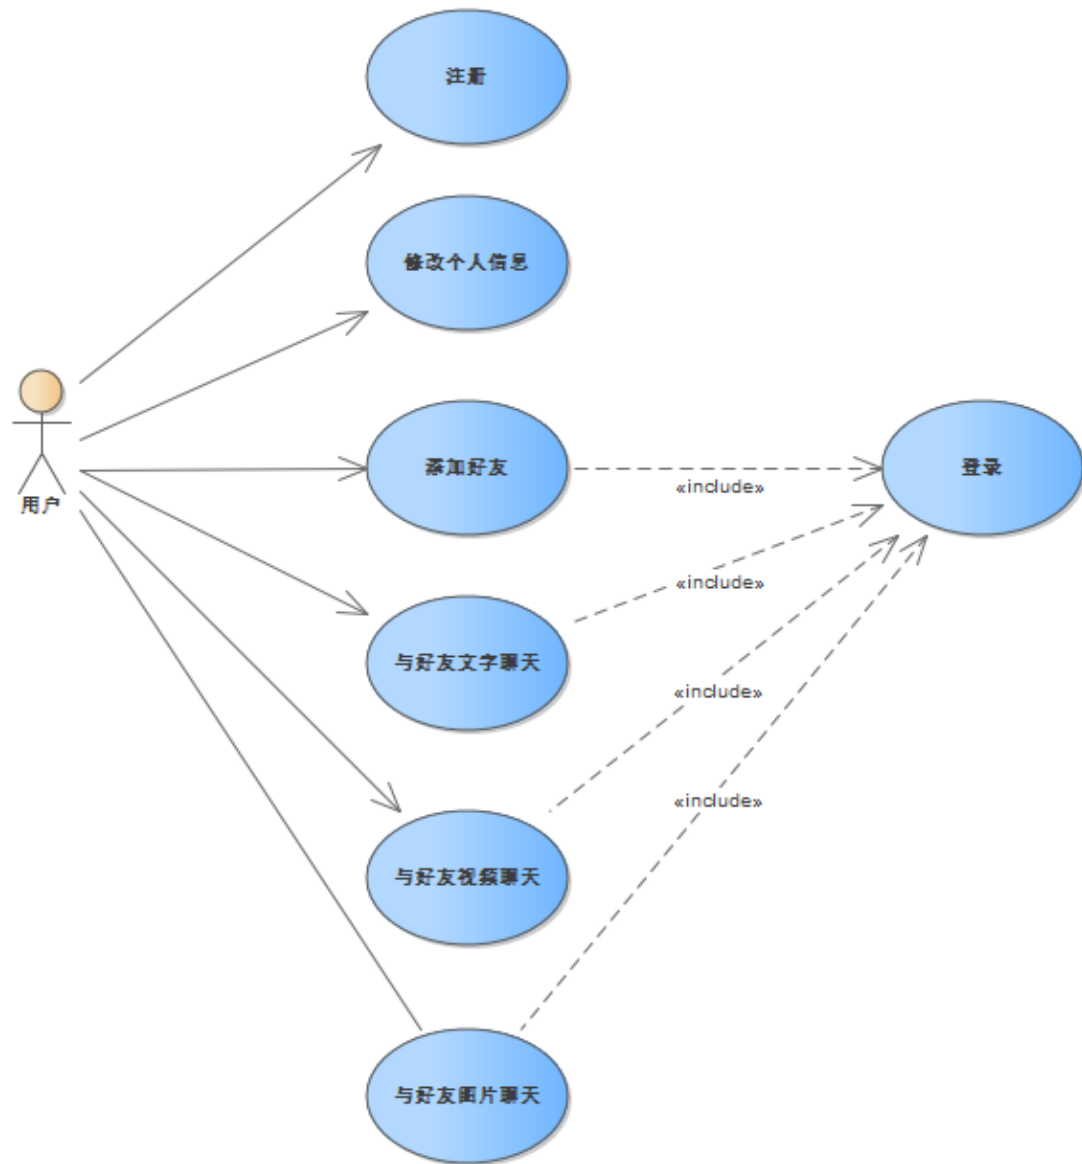 注册
修改个人信息
用户
添加好友
«include»
登录
与好友文字聊天
«include»
与好友视频聊天
«include»
与好友图片聊天
«include»